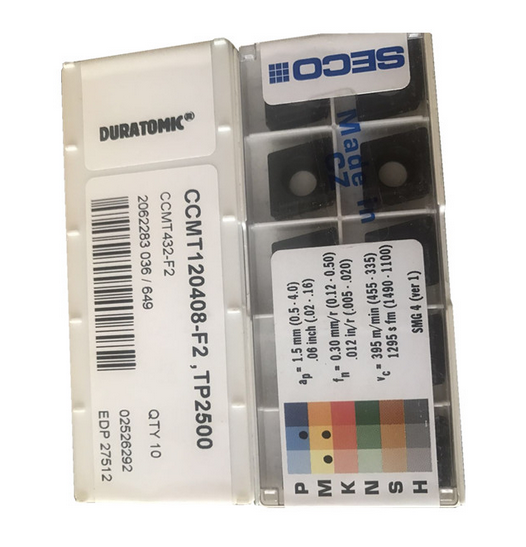 DURATOMIC®
CCMT120408-F2 , TP2500
CCMT432-F2
2062283 036 / 649
QTY 10
02526292
EDP 27512
SECO
Made in
CZ
ap = 1.5 mm (0.5 - 4.0)
.06 inch (.02 - .16)
fn = 0.30 mm/r (0.12 - 0.50)
.012 in/r (.005 - .020)
vc = 395 m/min (455 - 335)
1295 s fm (1490 - 1100)
SMG 4 (ver 1)
P
M
K
N
S
H